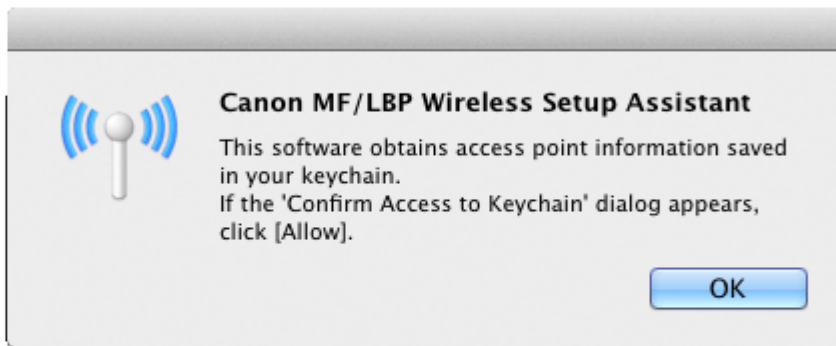 Canon MF/LBP Wireless Setup Assistant
This software obtains access point information saved
in your keychain.
If the 'Confirm Access to Keychain' dialog appears,
click [Allow].
OK